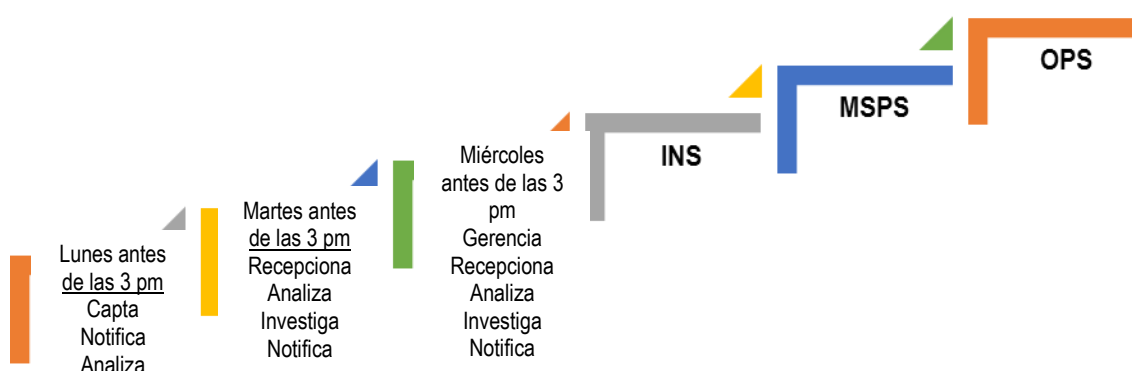 Lunes antes
de las 3 pm
Capta
Notifica
Analiza
Martes antes
de las 3 pm
Recepciona
Analiza
Investiga
Notifica
Miércoles
antes de las 3
pm
Gerencia
Recepciona
Analiza
Investiga
Notifica
INS
MSPS
OPS